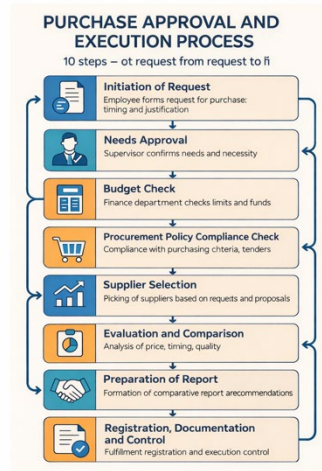 PURCHASE APPROVAL AND
EXECUTION PROCESS
10 steps – ot request from request to ñ
Initiation of Request
Employee forms request for purchase:
timing and justification
Needs Approval
Supervisor confirms needs and necessity
Budget Check
Finance department checks limits and funds
Procurement Policy Compliance Check
Compliance with purchasing chteria, tenders
Supplier Selection
Picking of suppliers based on requests and proposals
Evaluation and Comparison
Analysis of price, timing, quality
Preparation of Report
Formation of comparative report arecommendations
Registration, Documentation
and Control
Fulfillment registration and execution control